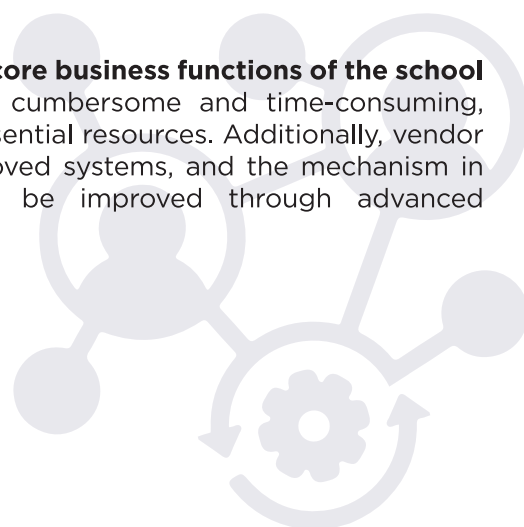 core business functions of the school
cumbersome and time-consuming,
sential resources. Additionally, vendor
oved systems, and the mechanism in
be improved through advanced